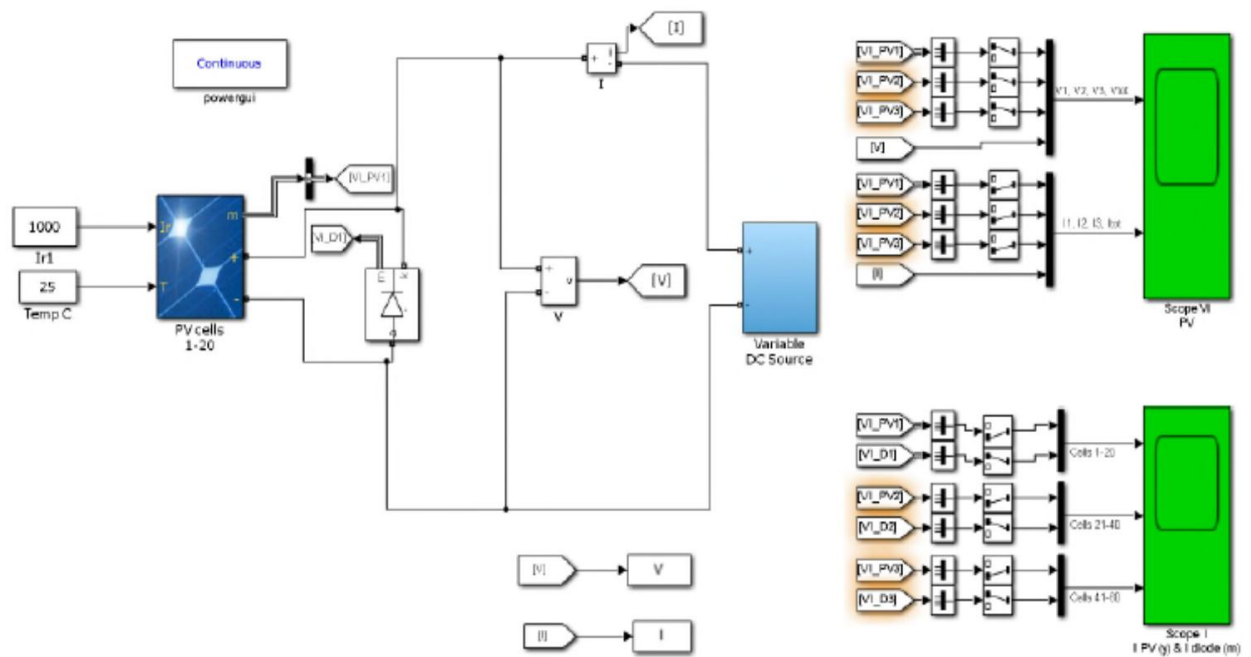 Continuous
powergui
[I]
+
I
[VI_PV1]
1000
Ir1
25
Temp C
Ir
T
m
+
-
PV cells
1-20
[VI_D1]
m
k
a
+
-
v
V
[V]
+
-
Variable
DC Source
[V]
V
[I]
I
[VI_PV1]
[VI_PV2]
[VI_PV3]
[V]
V1, V2, V3, Vtot
[VI_PV1]
[VI_PV2]
[VI_PV3]
[I]
I1, I2, I3, Itot
Scope VI
PV
[VI_PV1]
[VI_D1]
Cells 1-20
[VI_PV2]
[VI_D2]
Cells 21-40
[VI_PV3]
[VI_D3]
Cells 41-60
Scope I
I PV (y) & I diode (m)